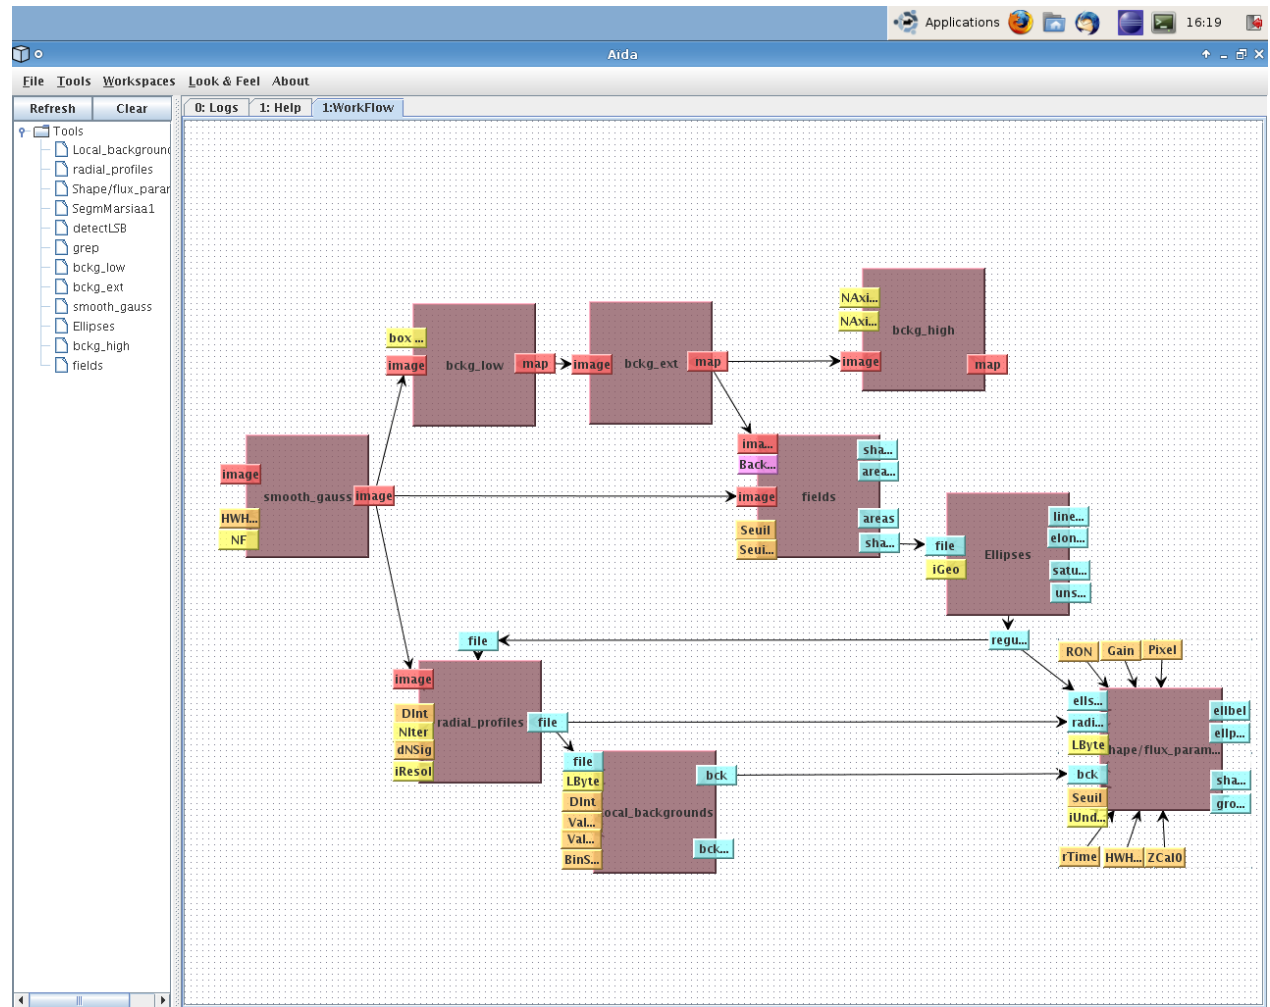 Applications 16:19
Aïda
File Tools Workspaces Look & Feel About
Refresh Clear
0: Logs 1: Help 1:WorkFlow
Tools
Local_backgroun
radial_profiles
Shape/flux_parar
SegmMarsiaa1
detectLSB
grep
bckg_low
bckg_ext
smooth_gauss
Ellipses
bckg_high
fields
box ...
image
bckg_low
map
image
bckg_ext
map
NAxi...
NAxi...
image
bckg_high
map
image
HWH...
NF
smooth_gauss
image
ima...
Back...
image
Seuil
Seui...
fields
sha...
area...
areas
sha...
file
iGeo
Ellipses
line...
elon...
satu...
uns...
regu...
file
image
DInt
NIter
dNSig
iResol
radial_profiles
file
file
LByte
DInt
Val...
Val...
BinS...
ocal_backgrounds
bck
bck...
RON Gain Pixel
ells...
radi...
LByte
bck
Seuil
iUnd...
hape/flux_param...
ellbel
ellp...
sha...
gro...
rTime HWH... ZCal0